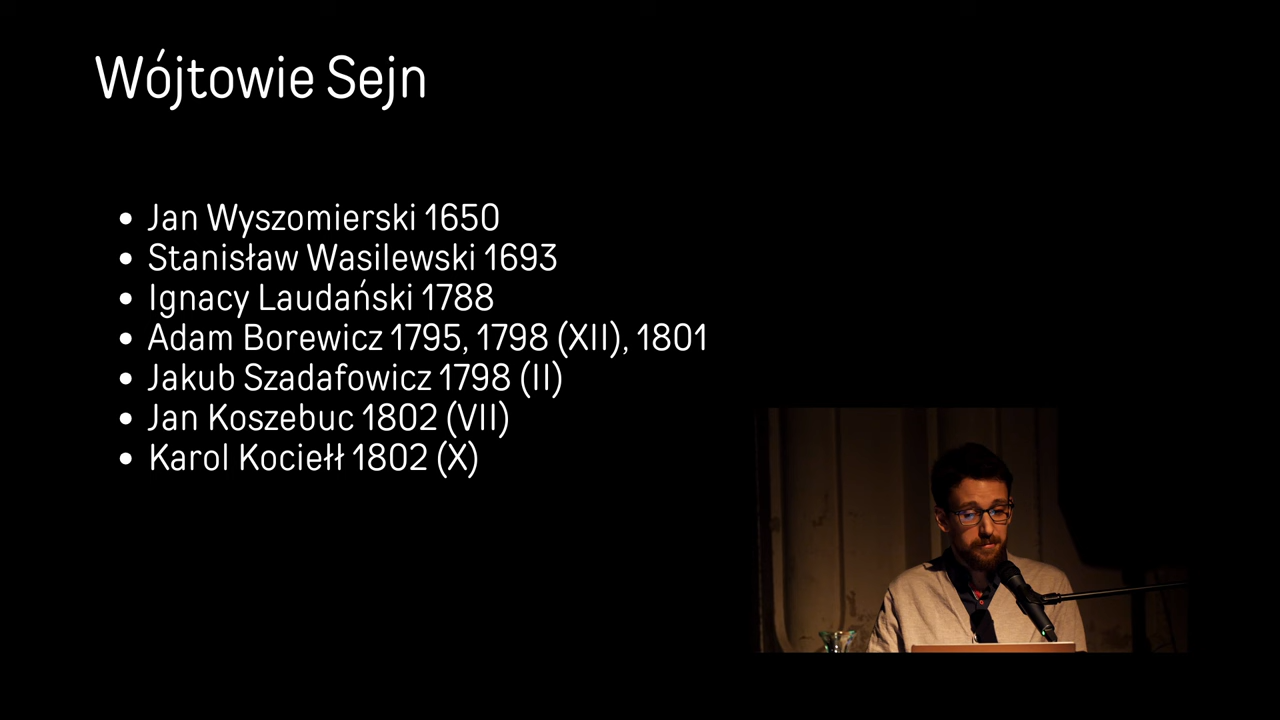 Wójtowie Sejn
• Jan Wyszomierski 1650
• Stanisław Wasilewski 1693
• Ignacy Laudański 1788
• Adam Borewicz 1795, 1798 (XII), 1801
• Jakub Szadafowicz 1798 (II)
• Jan Koszebuc 1802 (VII)
• Karol Kociełł 1802 (X)